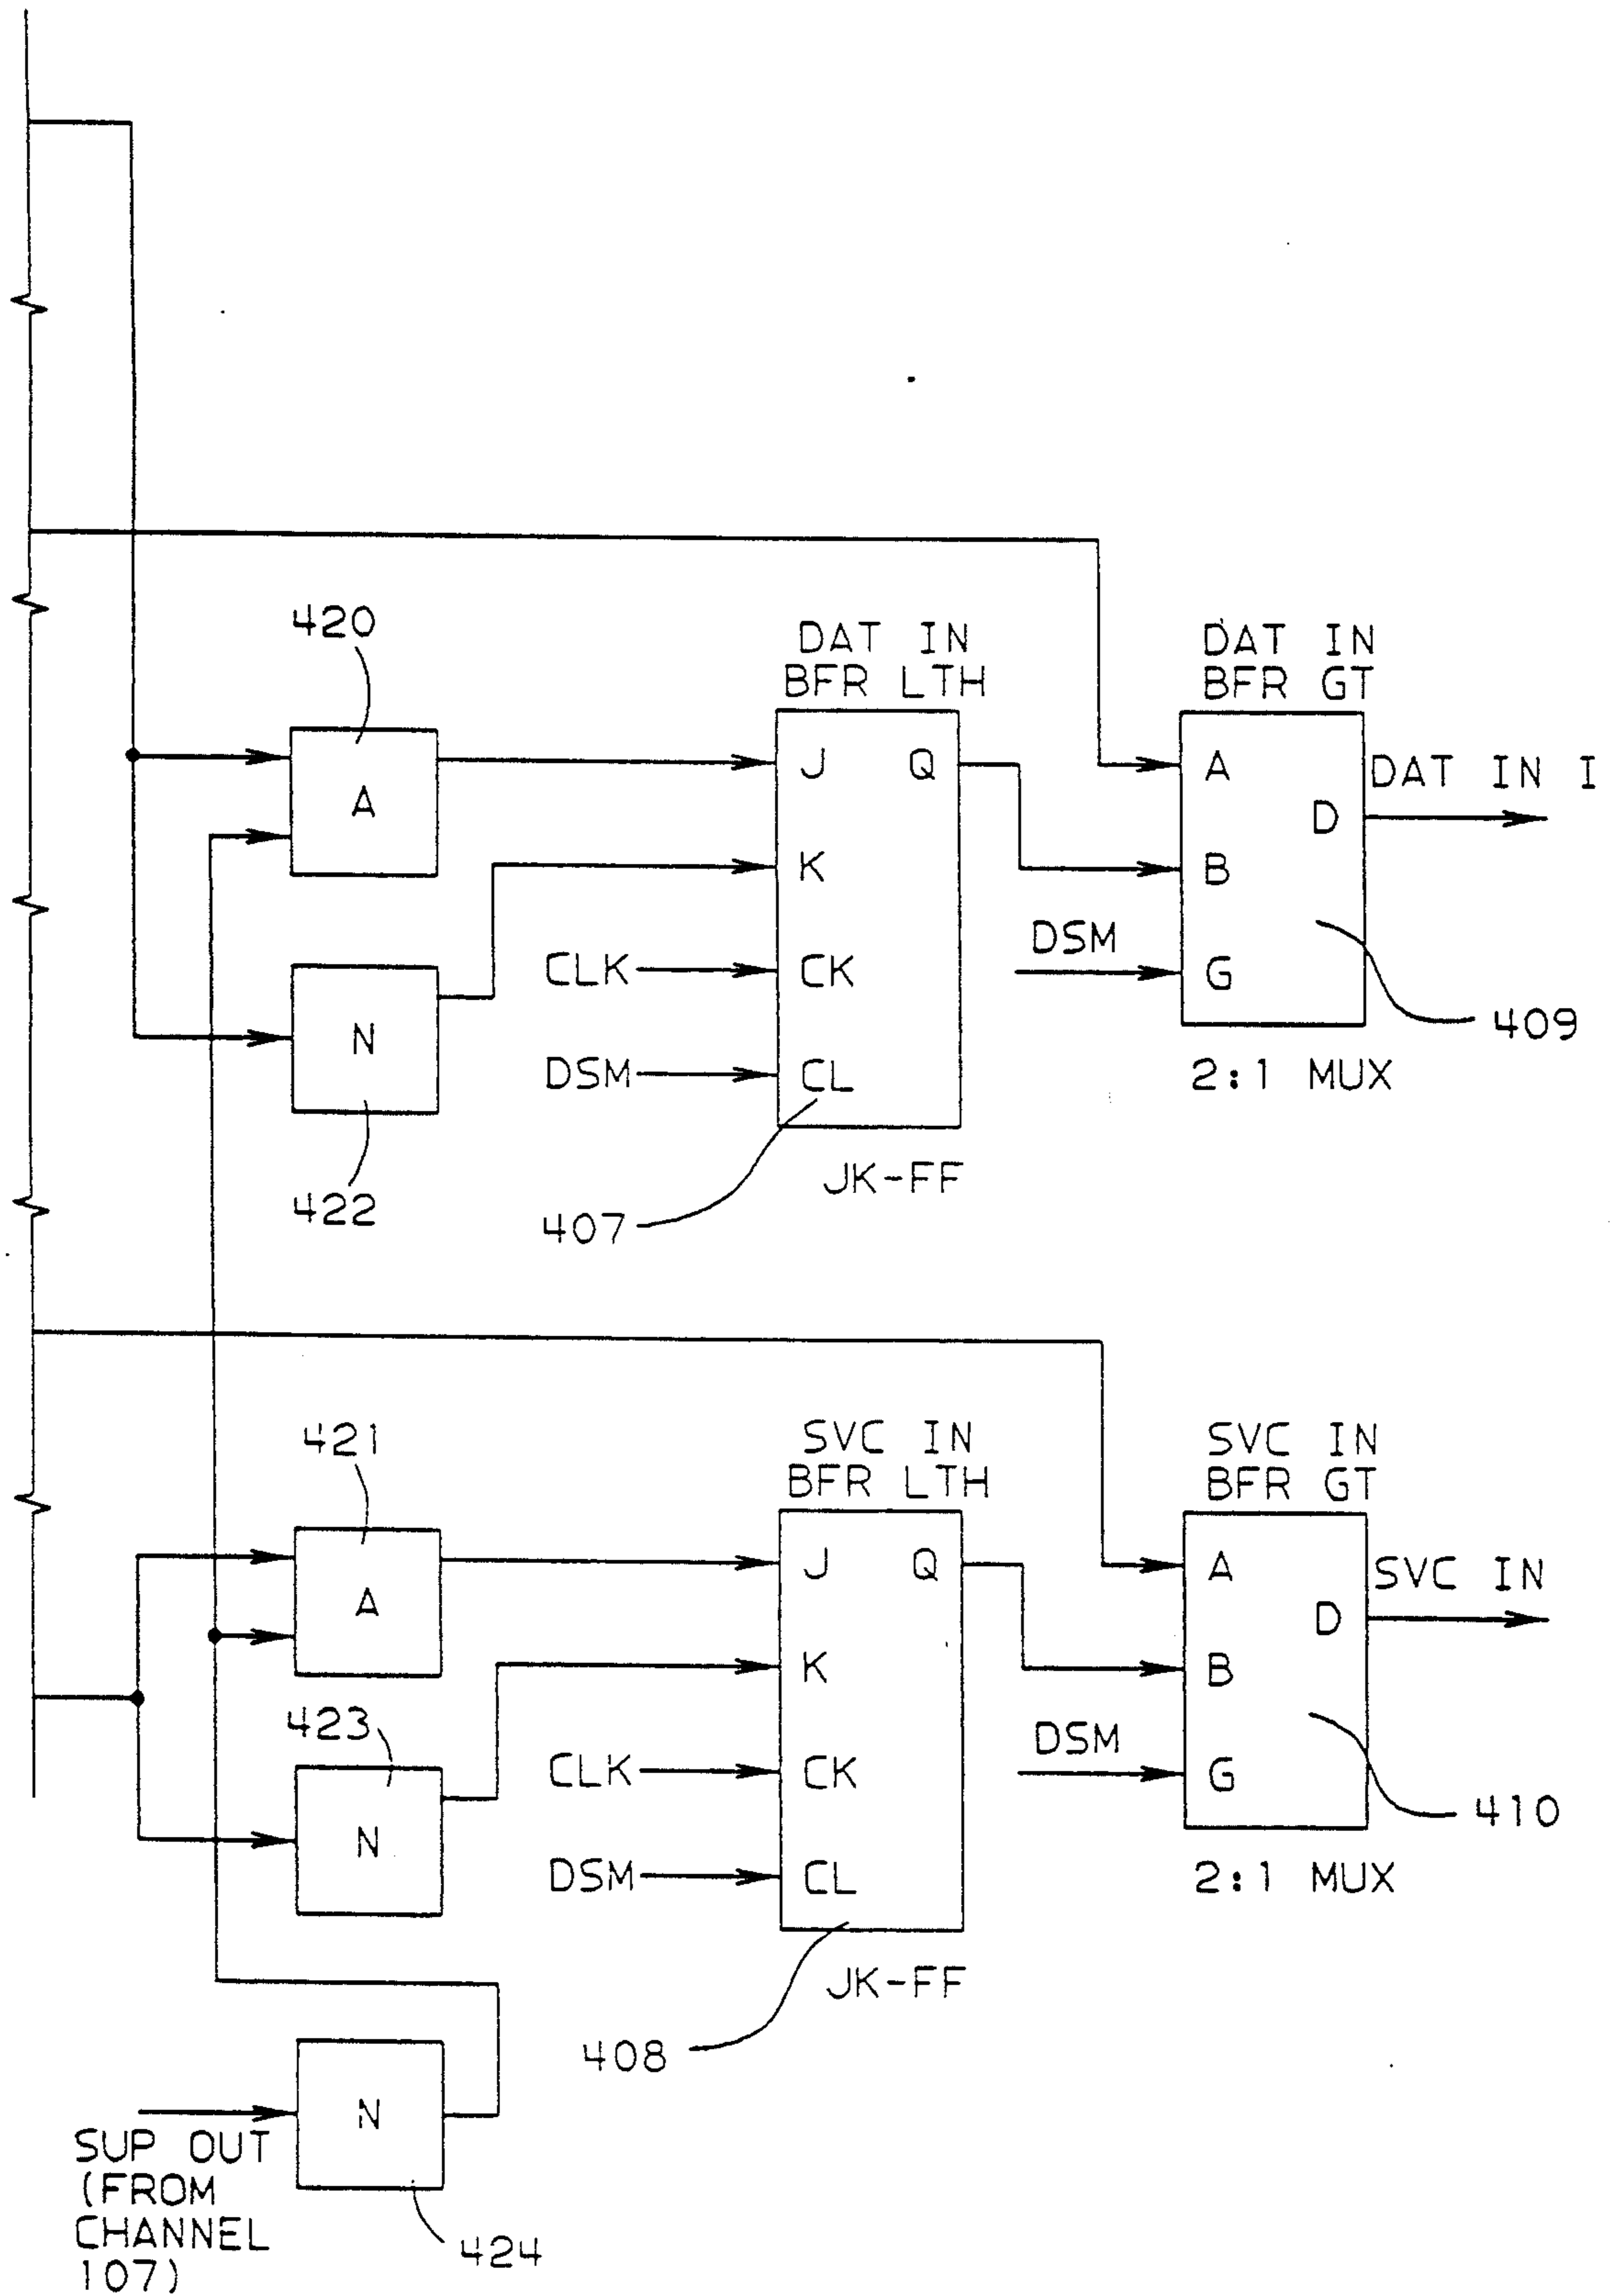 420
DAT IN
BFR LTH
DAT IN
BFR GT
A
J Q
K
CK
CL
CLK
DSM
A
B
D
G
DSM
DAT IN I
409
2:1 MUX
N
422
407
JK-FF
421
SVC IN
BFR LTH
SVC IN
BFR GT
A
J Q
K
CK
CL
CLK
DSM
A
B
D
G
DSM
SVC IN
410
2:1 MUX
423
N
408
JK-FF
N
SUP OUT
(FROM
CHANNEL
107)
424